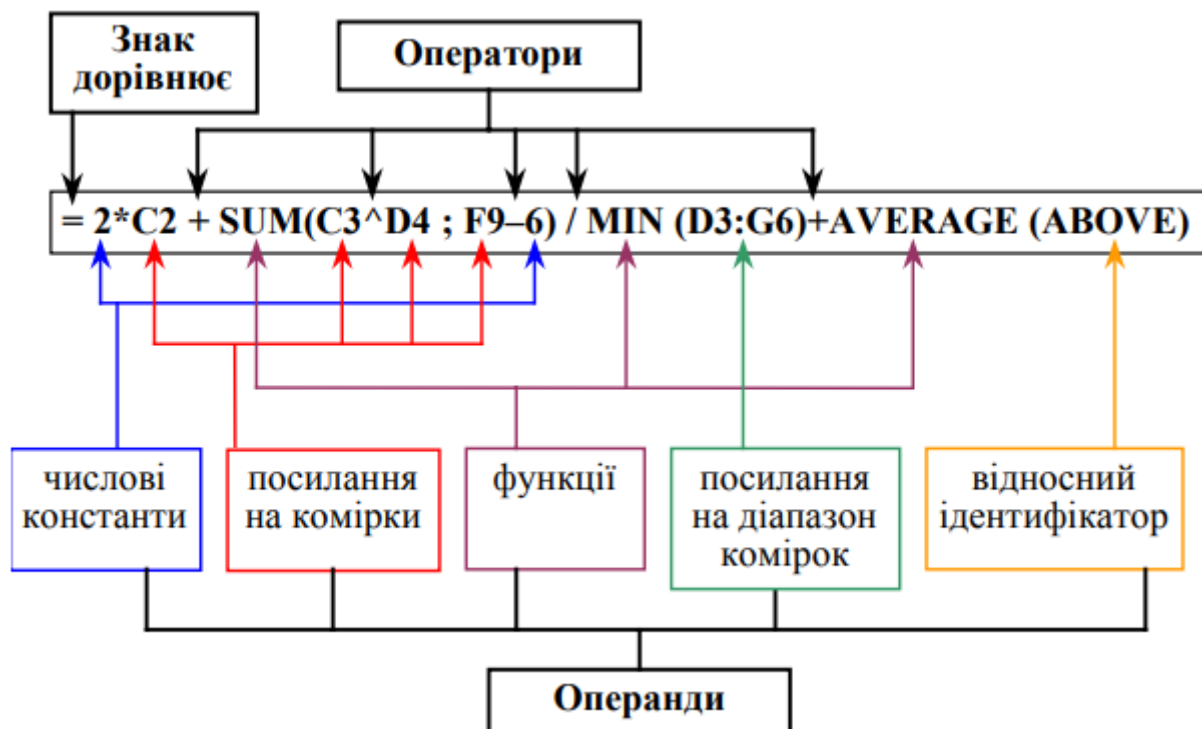 Знак
дорівнює
Оператори
= 2*C2 + SUM(C3^D4 ; F9–6) / MIN (D3:G6)+AVERAGE (ABOVE)
числові
константи
посилання
на комірки
функції
посилання
на діапазон
комірок
відносний
ідентифікатор
Операнди